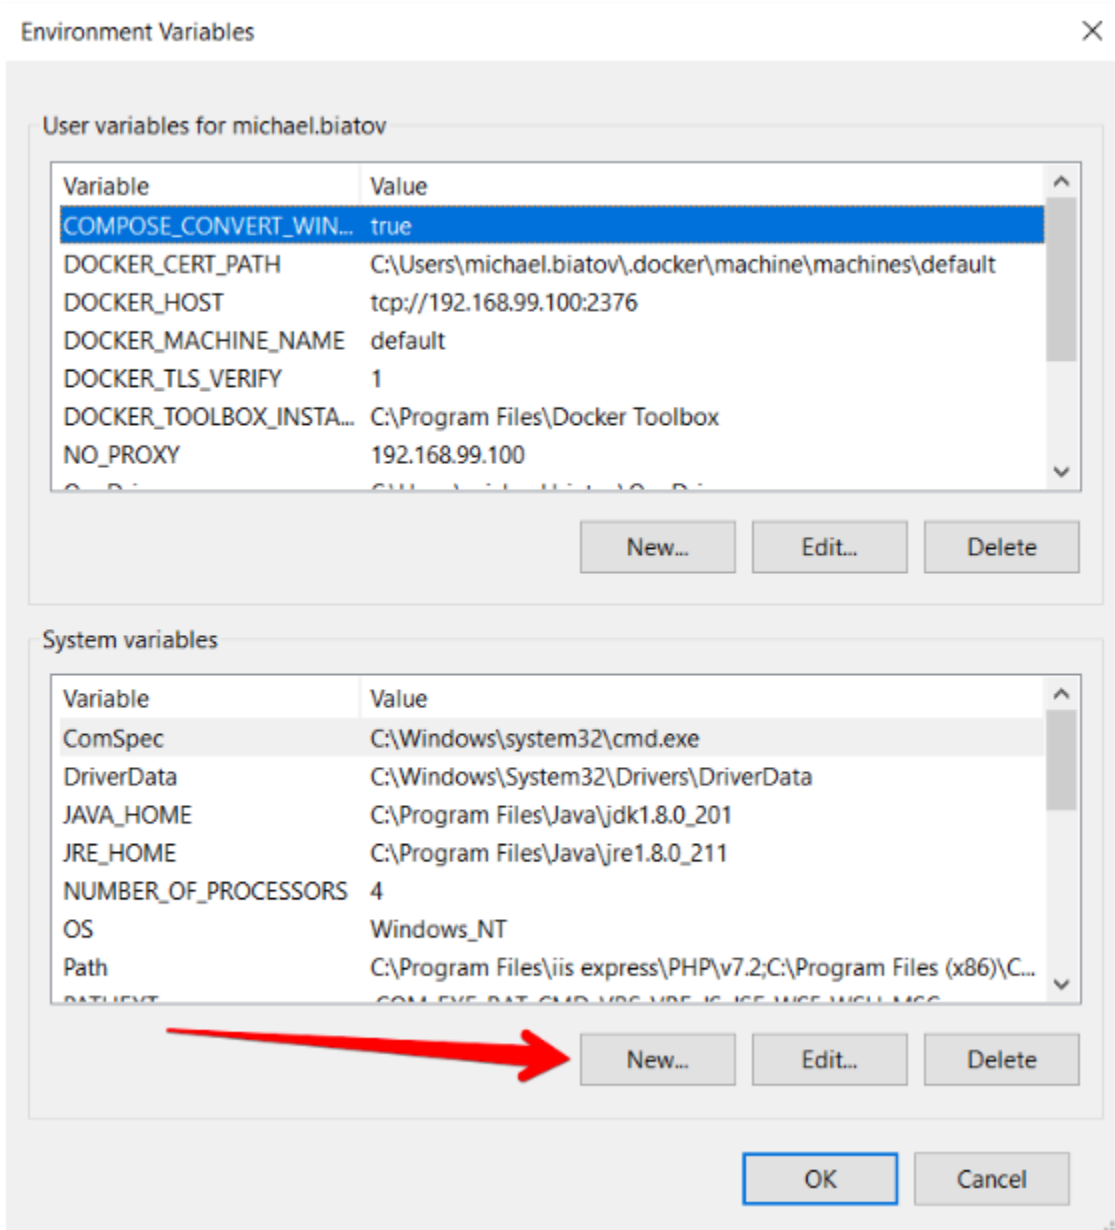 Environment Variables
User variables for michael.biatov
Variable Value
COMPOSE_CONVERT_WIN... true
DOCKER_CERT_PATH C:\Users\michael.biatov\.docker\machine\machines\default
DOCKER_HOST tcp://192.168.99.100:2376
DOCKER_MACHINE_NAME default
DOCKER_TLS_VERIFY 1
DOCKER_TOOLBOX_INSTA... C:\Program Files\Docker Toolbox
NO_PROXY 192.168.99.100
New... Edit... Delete
System variables
Variable Value
ComSpec C:\Windows\system32\cmd.exe
DriverData C:\Windows\System32\Drivers\DriverData
JAVA_HOME C:\Program Files\Java\jdk1.8.0_201
JRE_HOME C:\Program Files\Java\jre1.8.0_211
NUMBER_OF_PROCESSORS 4
OS Windows_NT
Path C:\Program Files\iis express\PHP\v7.2;C:\Program Files (x86)\C...
New... Edit... Delete
OK Cancel